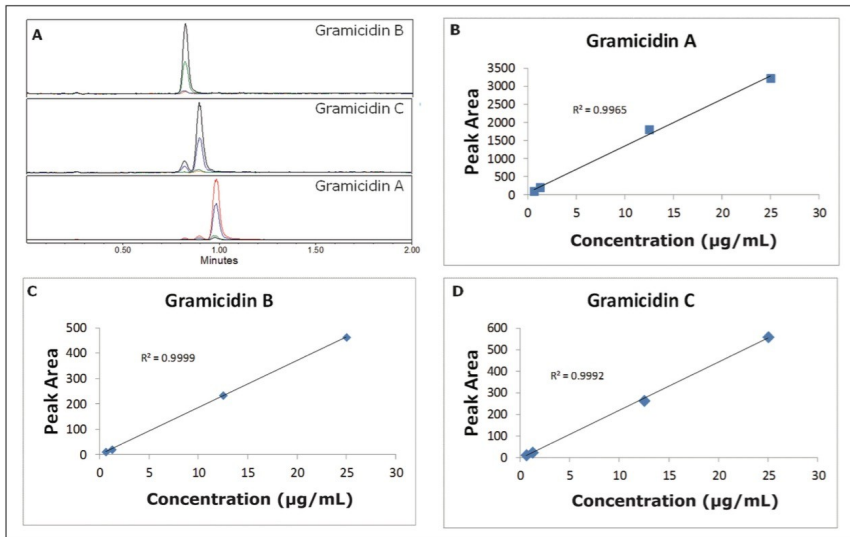 A
Gramicidin B
Gramicidin C
Gramicidin A
0.50 1.00 1.50 2.00
Minutes
B
Gramicidin A
3500
3000
2500
2000
1500
1000
500
0
R² = 0.9965
Peak Area
0 5 10 15 20 25 30
Concentration (µg/mL)
C
Gramicidin B
500
400
300
200
100
0
R² = 0.9999
Peak Area
0 5 10 15 20 25 30
Concentration (µg/mL)
D
Gramicidin C
600
500
400
300
200
100
0
R² = 0.9992
Peak Area
0 5 10 15 20 25 30
Concentration (µg/mL)